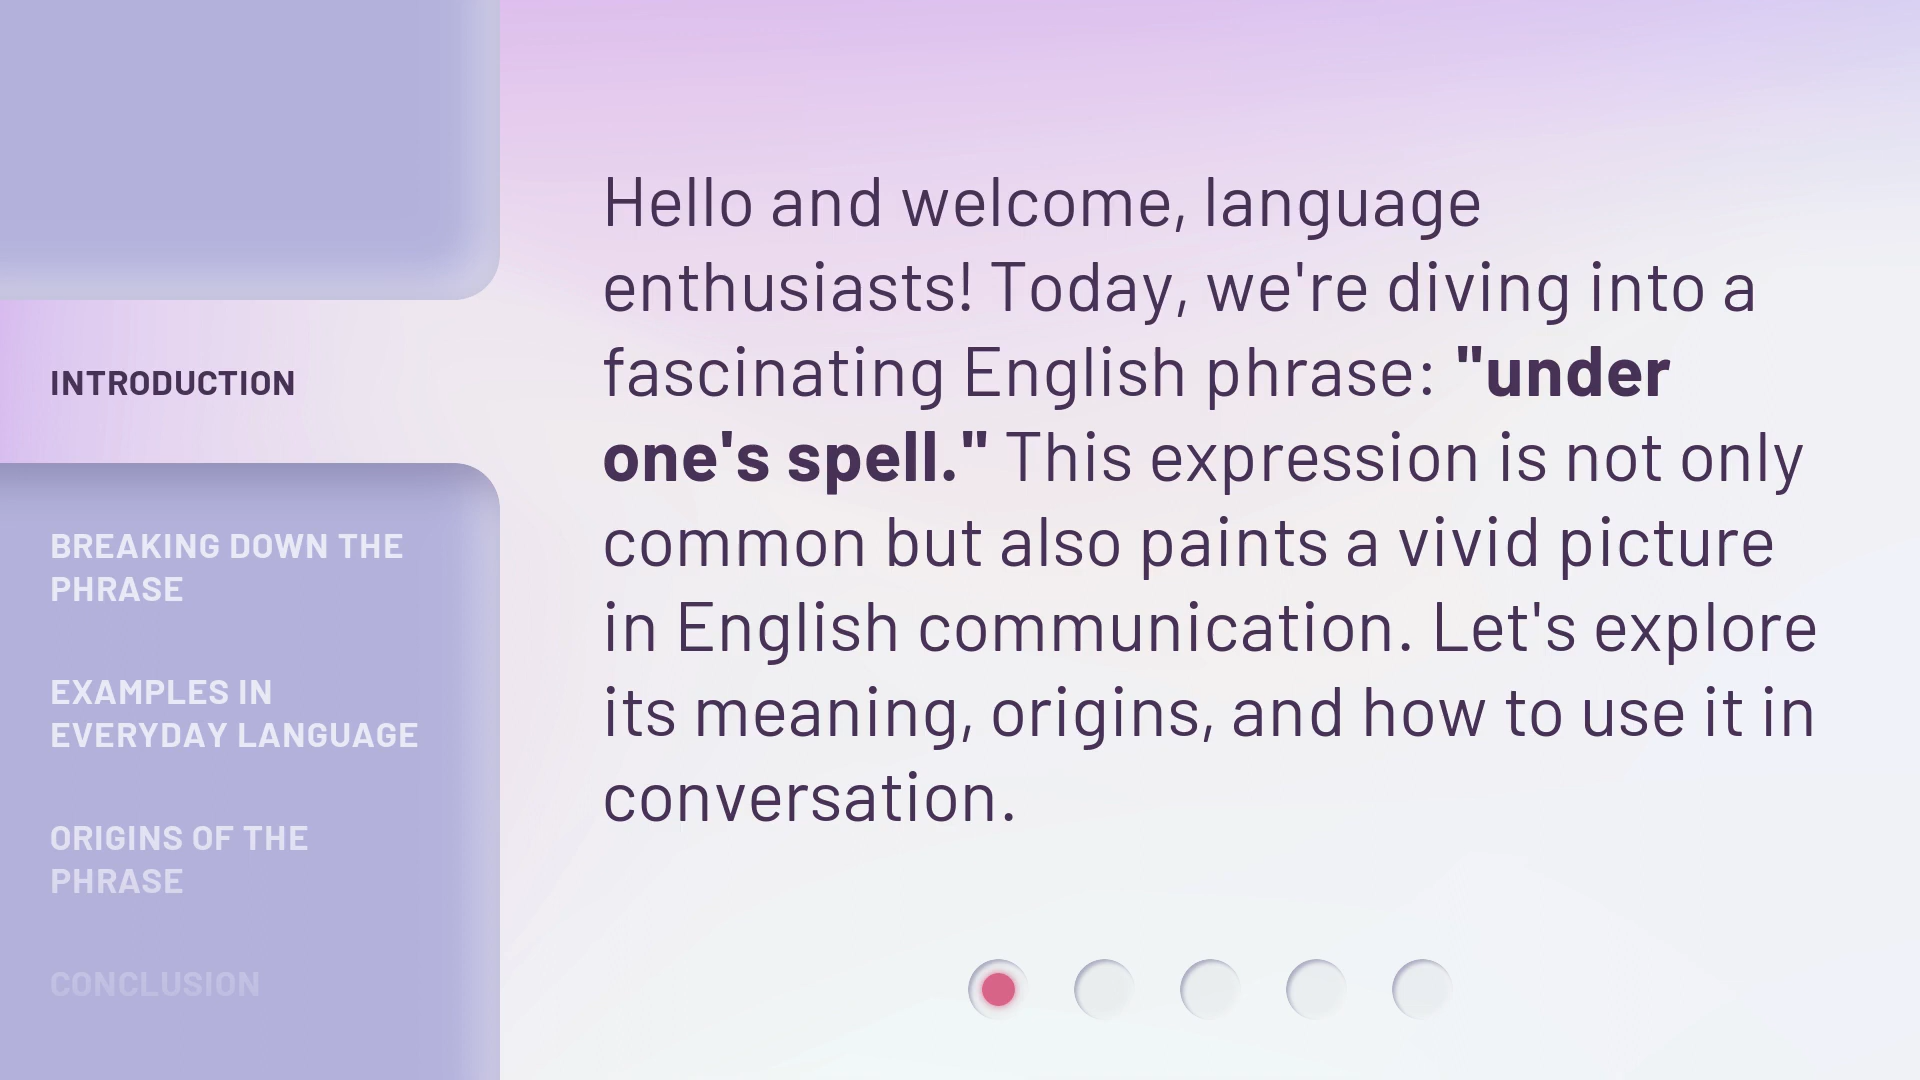 INTRODUCTION
BREAKING DOWN THE
PHRASE
EXAMPLES IN
EVERYDAY LANGUAGE
ORIGINS OF THE
PHRASE
CONCLUSION
Hello and welcome, language
enthusiasts! Today, we're diving into a
fascinating English phrase: "under
one's spell." This expression is not only
common but also paints a vivid picture
in English communication. Let's explore
its meaning, origins, and how to use it in
conversation.